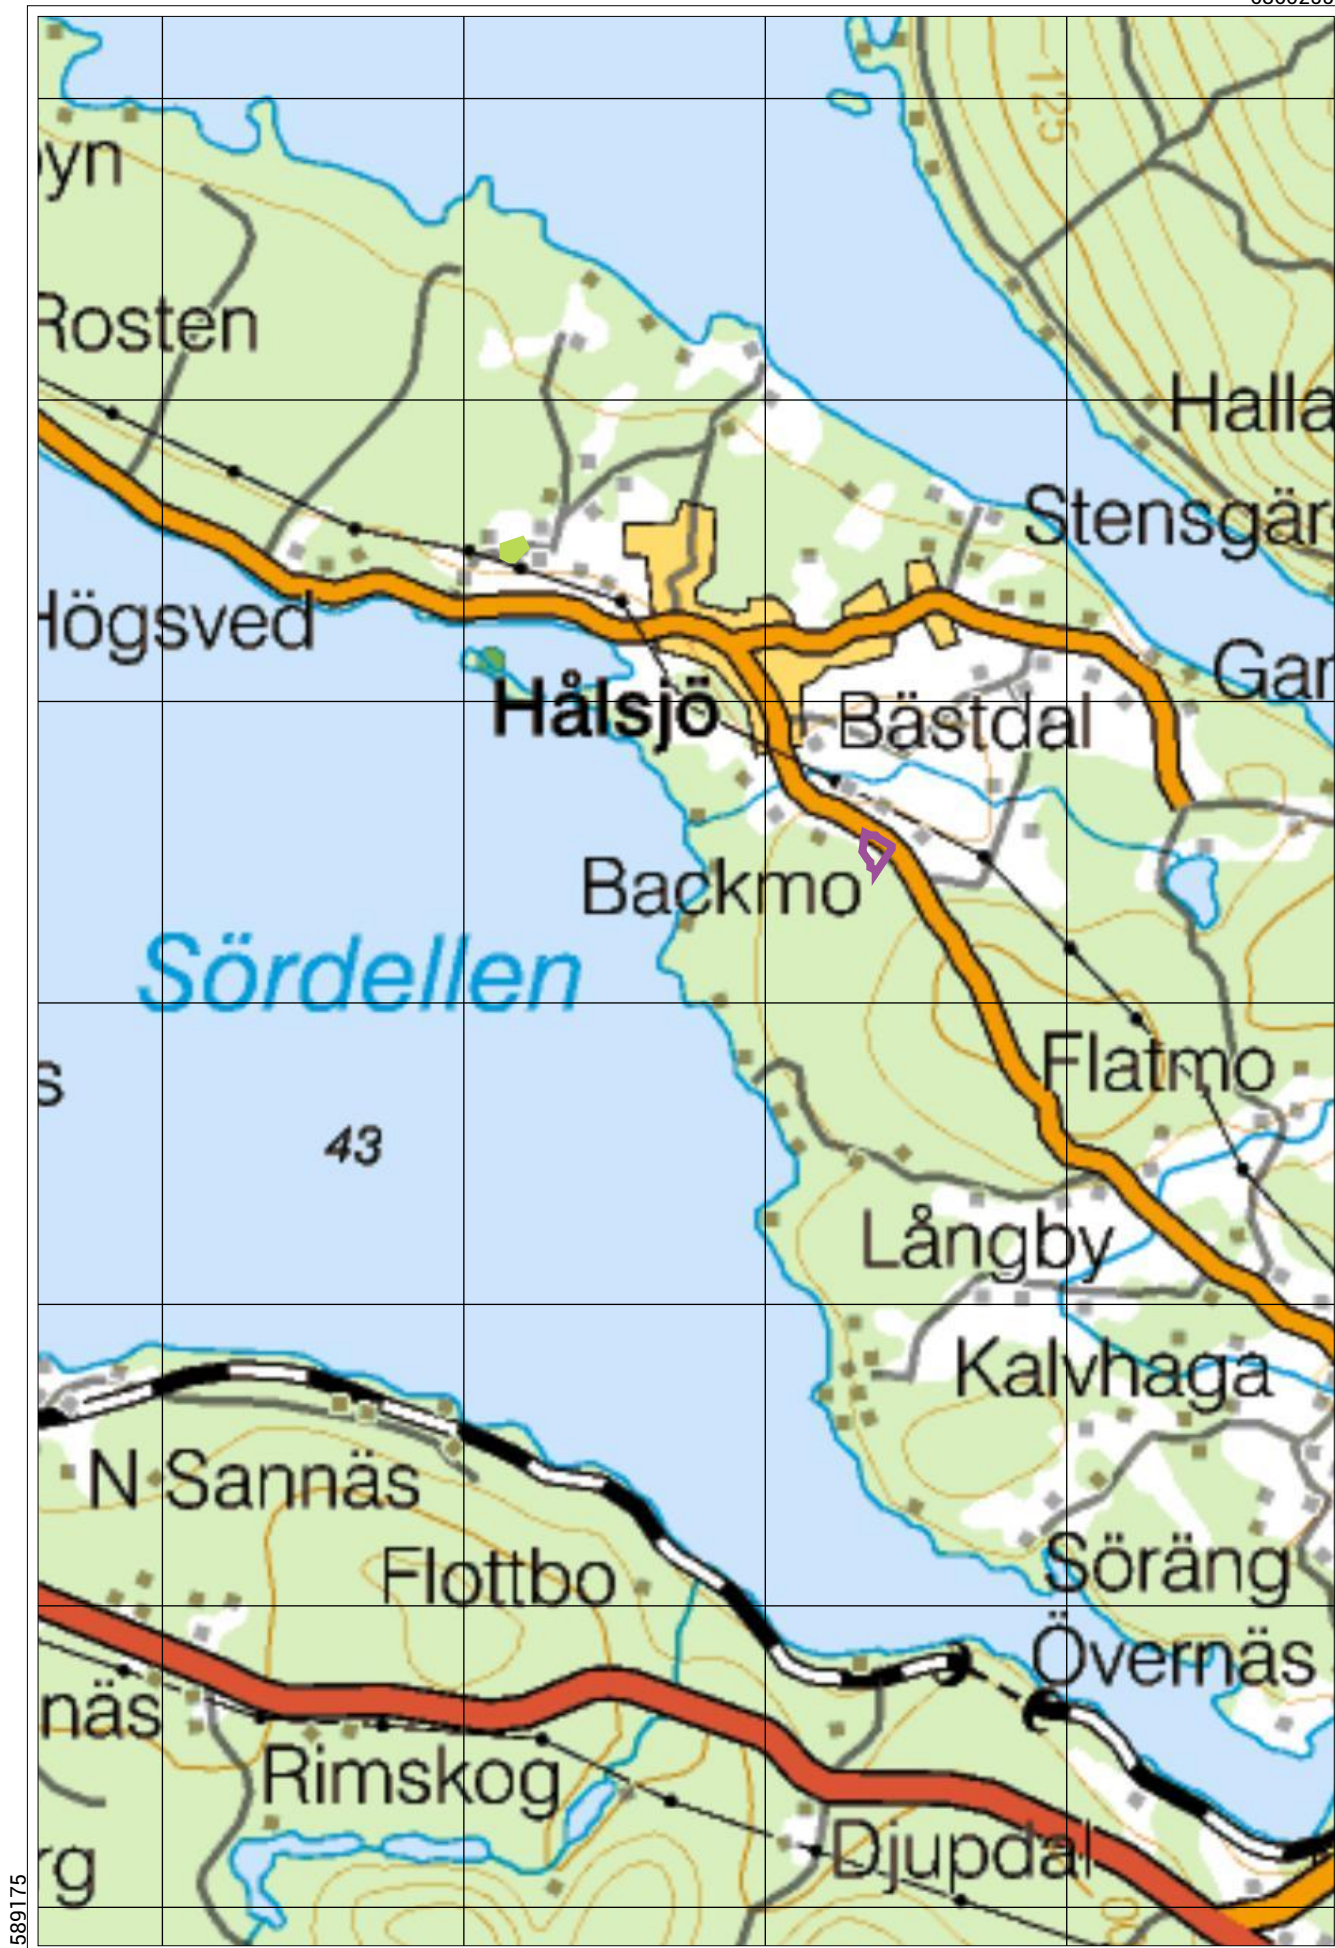 125
Rosten
Halla
Stensgär
Högsved
Gar
Hålsjö
Bästdal
Backmo
Sördellen
Flatmo
s
43
Långby
Kalvhaga
N Sannäs
Flottbo
Söräng
Övernäs
näs
Rimskog
Djupdal
rg
589175